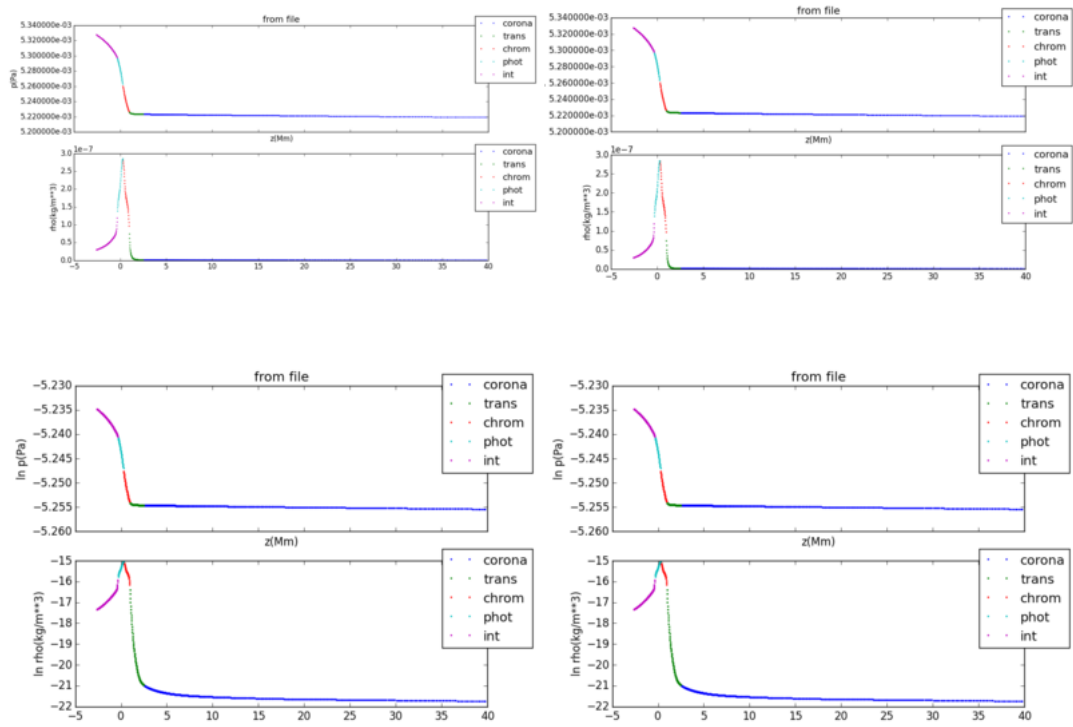 from file
5.340000e-03
5.320000e-03
5.300000e-03
5.280000e-03
5.260000e-03
5.240000e-03
5.220000e-03
5.200000e-03
p(Pa)
corona
trans
chrom
phot
int
40
z(Mm)
1e-7
3.0
2.5
2.0
1.5
1.0
0.5
0.0
rho(kg/m**3)
corona
trans
chrom
phot
int
−5 0 5 10 15 20 25 30 35 40
from file
5.340000e-03
5.320000e-03
5.300000e-03
5.280000e-03
5.260000e-03
5.240000e-03
5.220000e-03
5.200000e-03
corona
trans
chrom
phot
int
40
z(Mm)
1e-7
3.0
2.5
2.0
1.5
1.0
0.5
0.0
rho(kg/m**3)
corona
trans
chrom
phot
int
−5 0 5 10 15 20 25 30 35 40
from file
−5.230
−5.235
−5.240
−5.245
−5.250
−5.255
−5.260
ln p(Pa)
corona
trans
chrom
phot
int
40
z(Mm)
−15
−16
−17
−18
−19
−20
−21
−22
ln rho(kg/m**3)
corona
trans
chrom
phot
int
−5 0 5 10 15 20 25 30 35 40
from file
−5.230
−5.235
−5.240
−5.245
−5.250
−5.255
−5.260
ln p(Pa)
corona
trans
chrom
phot
int
40
z(Mm)
−15
−16
−17
−18
−19
−20
−21
−22
ln rho(kg/m**3)
corona
trans
chrom
phot
int
−5 0 5 10 15 20 25 30 35 40